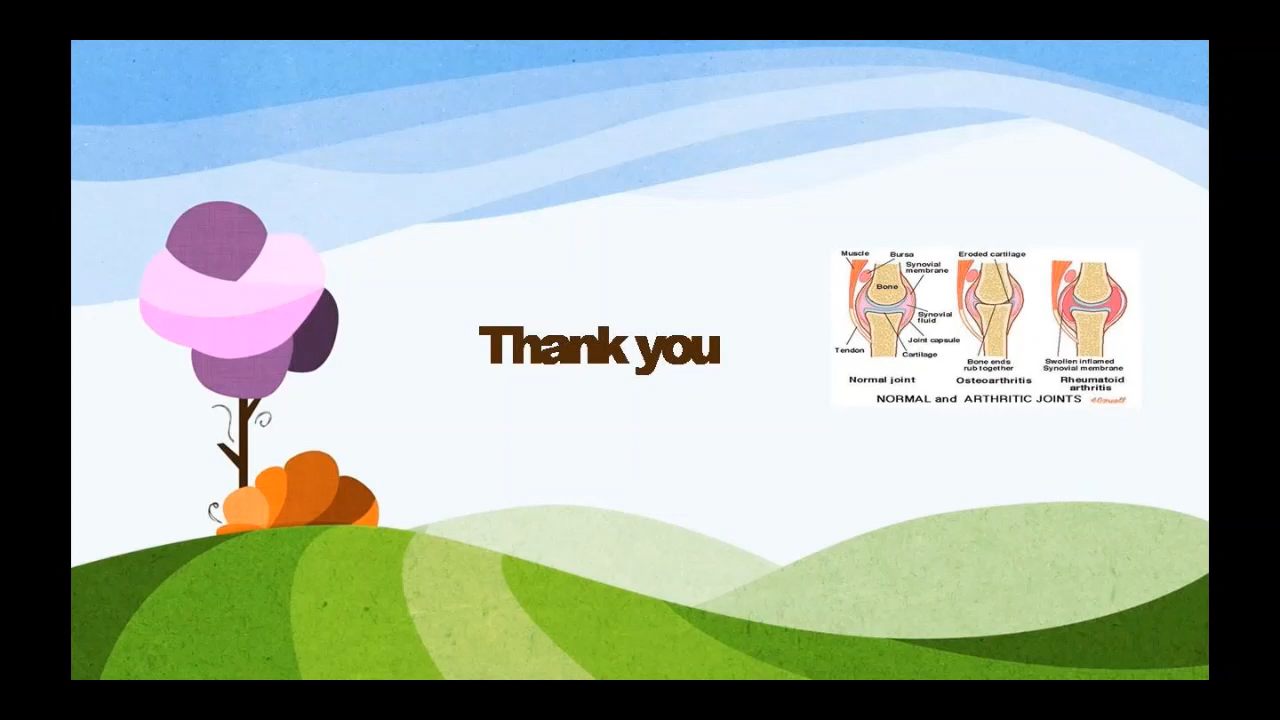 Thank you
Muscle
Bursa
Synovial
membrane
Bone
Synovial
fluid
Joint capsule
Tendon
Cartilage
Normal joint
Eroded cartilage
Bone ends
rub together
Osteoarthritis
Swollen inflamed
Synovial membrane
Rheumatoid
arthritis
NORMAL and ARTHRITIC JOINTS